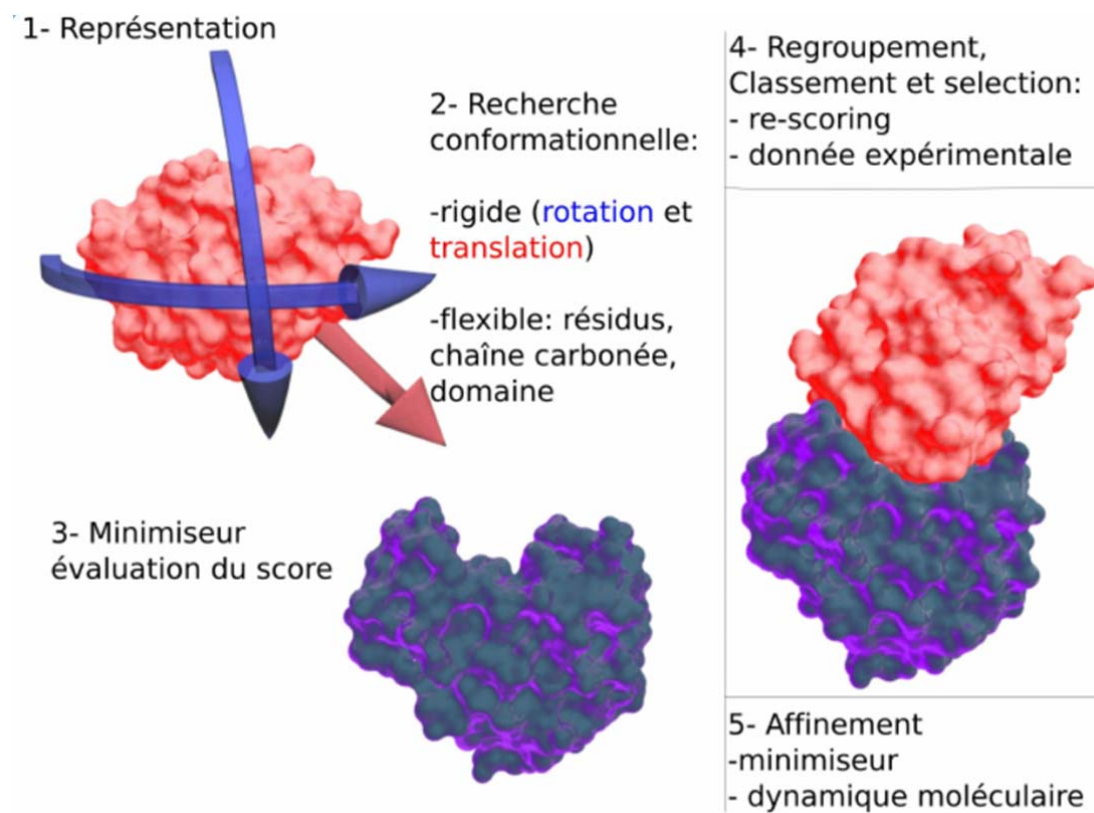 1- Représentation
2- Recherche
conformationnelle:
-rigide (rotation et
translation)
-flexible: résidus,
chaîne carbonée,
domaine
3- Minimiseur
évaluation du score
4- Regroupement,
Classement et selection:
- re-scoring
- donnée expérimentale
5- Affinement
-minimiseur
- dynamique moléculaire